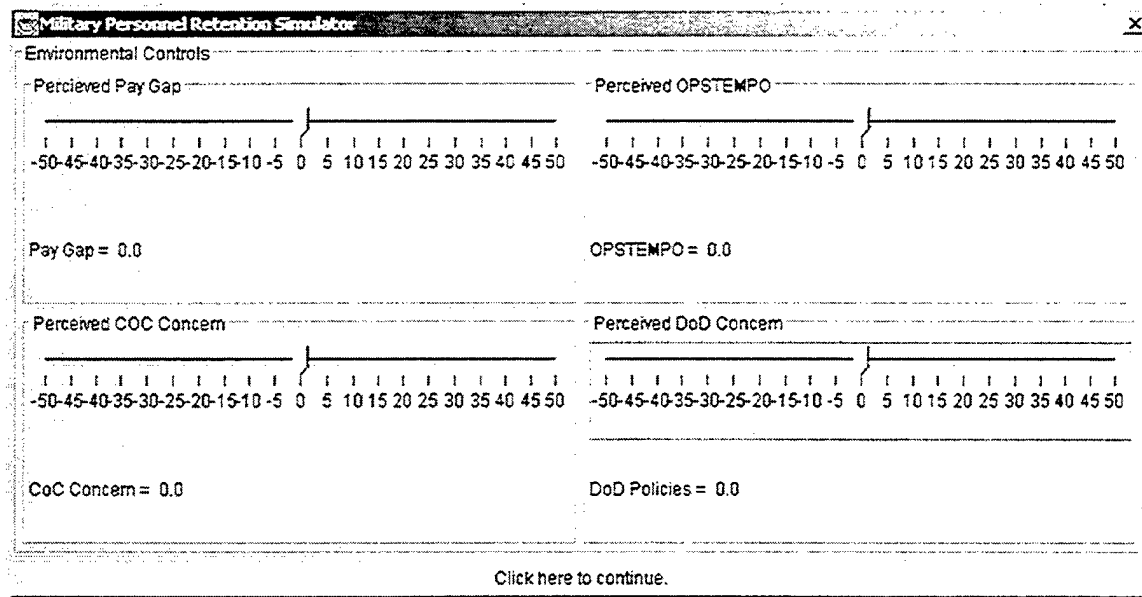 Military Personnel Retention Simulator
Environmental Controls
Percieved Pay Gap
-50-45-40-35-30-25-20-15-10 -5 0 5 10 15 20 25 30 35 40 45 50
Pay Gap = 0.0
Perceived OPSTEMPO
-50-45-40-35-30-25-20-15-10 -5 0 5 10 15 20 25 30 35 40 45 50
OPSTEMPO = 0.0
Perceived COC Concern
-50-45-40-35-30-25-20-15-10 -5 0 5 10 15 20 25 30 35 40 45 50
CoC Concern = 0.0
Perceived DoD Concern
-50-45-40-35-30-25-20-15-10 -5 0 5 10 15 20 25 30 35 40 45 50
DoD Policies = 0.0
Click here to continue.